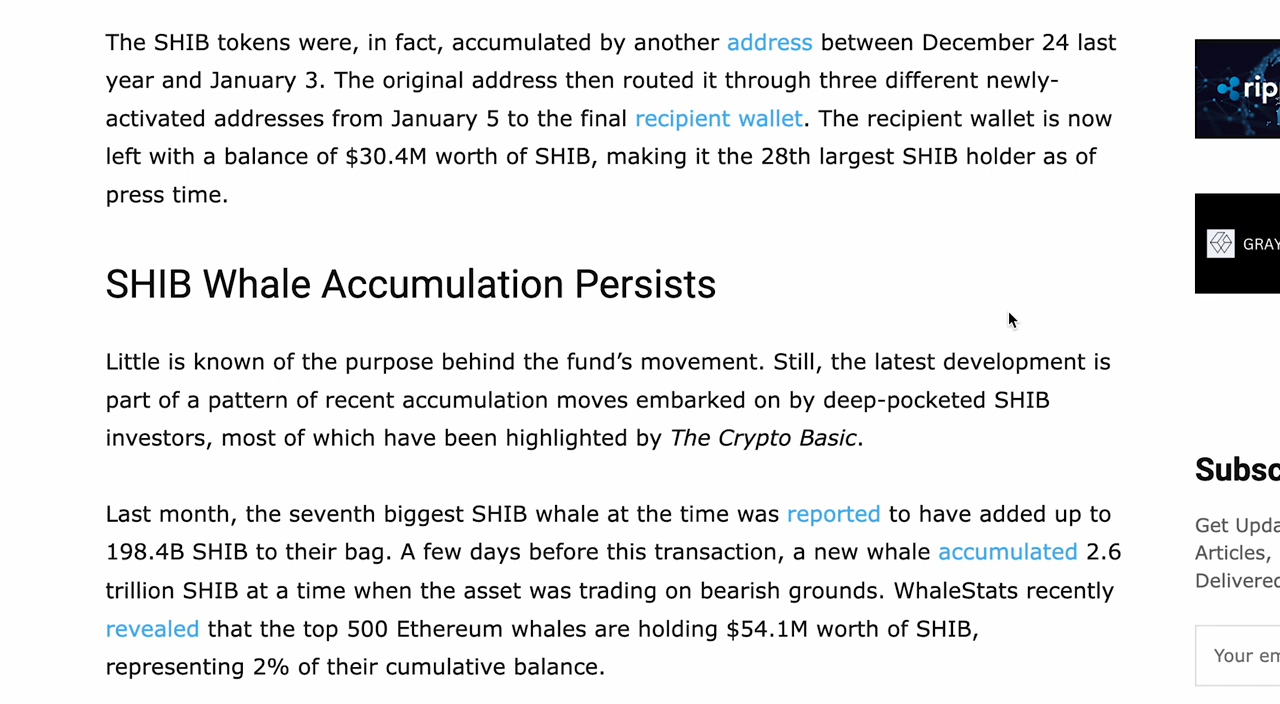 The SHIB tokens were, in fact, accumulated by another address between December 24 last
year and January 3. The original address then routed it through three different newly-
activated addresses from January 5 to the final recipient wallet. The recipient wallet is now
left with a balance of $30.4M worth of SHIB, making it the 28th largest SHIB holder as of
press time.
SHIB Whale Accumulation Persists
Little is known of the purpose behind the fund’s movement. Still, the latest development is
part of a pattern of recent accumulation moves embarked on by deep-pocketed SHIB
investors, most of which have been highlighted by The Crypto Basic.
Last month, the seventh biggest SHIB whale at the time was reported to have added up to
198.4B SHIB to their bag. A few days before this transaction, a new whale accumulated 2.6
trillion SHIB at a time when the asset was trading on bearish grounds. WhaleStats recently
revealed that the top 500 Ethereum whales are holding $54.1M worth of SHIB,
representing 2% of their cumulative balance.
rip
GRAY
Subsc
Get Upda
Articles,
Delivered
Your em